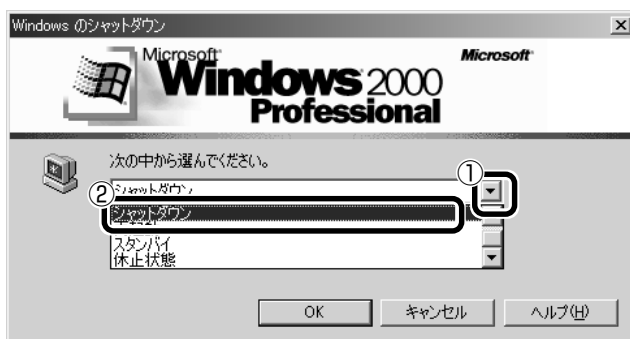 Windows のシャットダウン
Microsoft
Windows 2000
Professional
Microsoft
次の中から選んでください。
①
シャットダウン
②
シャットダウン
スタンバイ
休止状態
OK
キャンセル
ヘルプ(H)